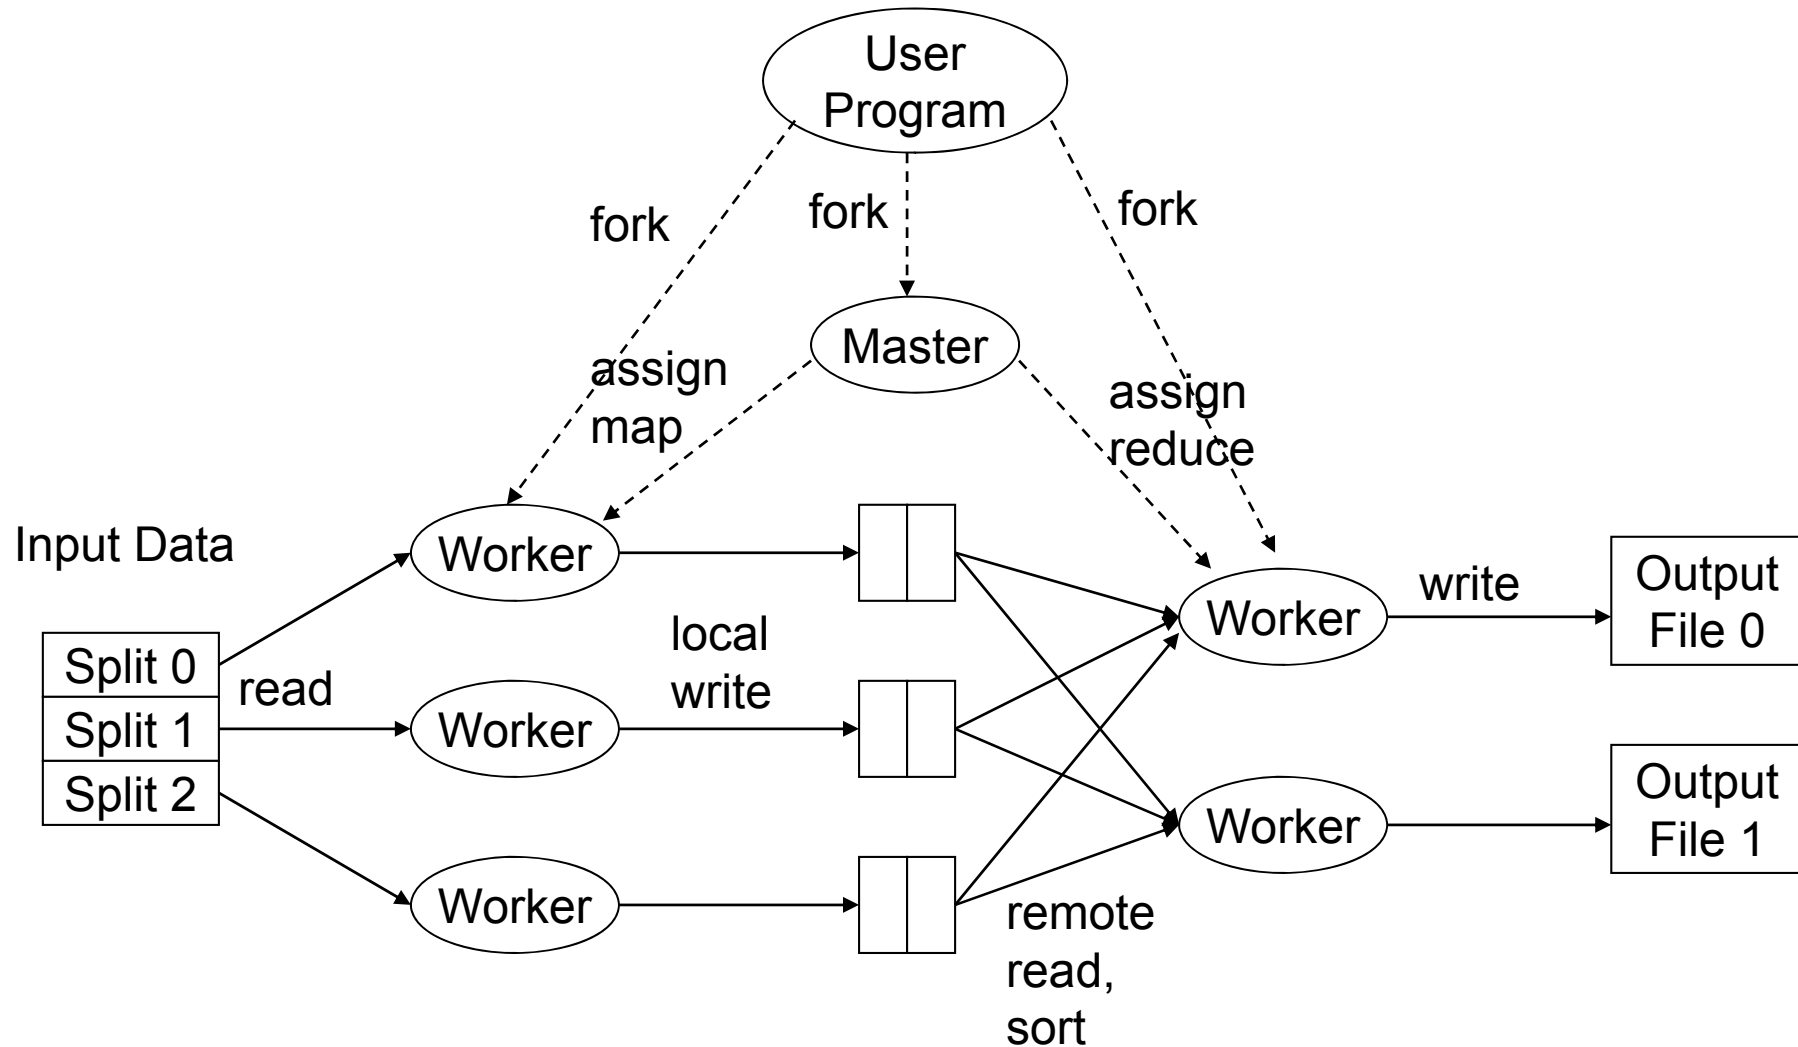 User
Program
fork
fork
fork
Master
assign
map
assign
reduce
Input Data
Worker
Split 0
Split 1
Split 2
read
local
write
Worker
Worker
Worker
write
Output
File 0
Worker
Output
File 1
remote
read,
sort